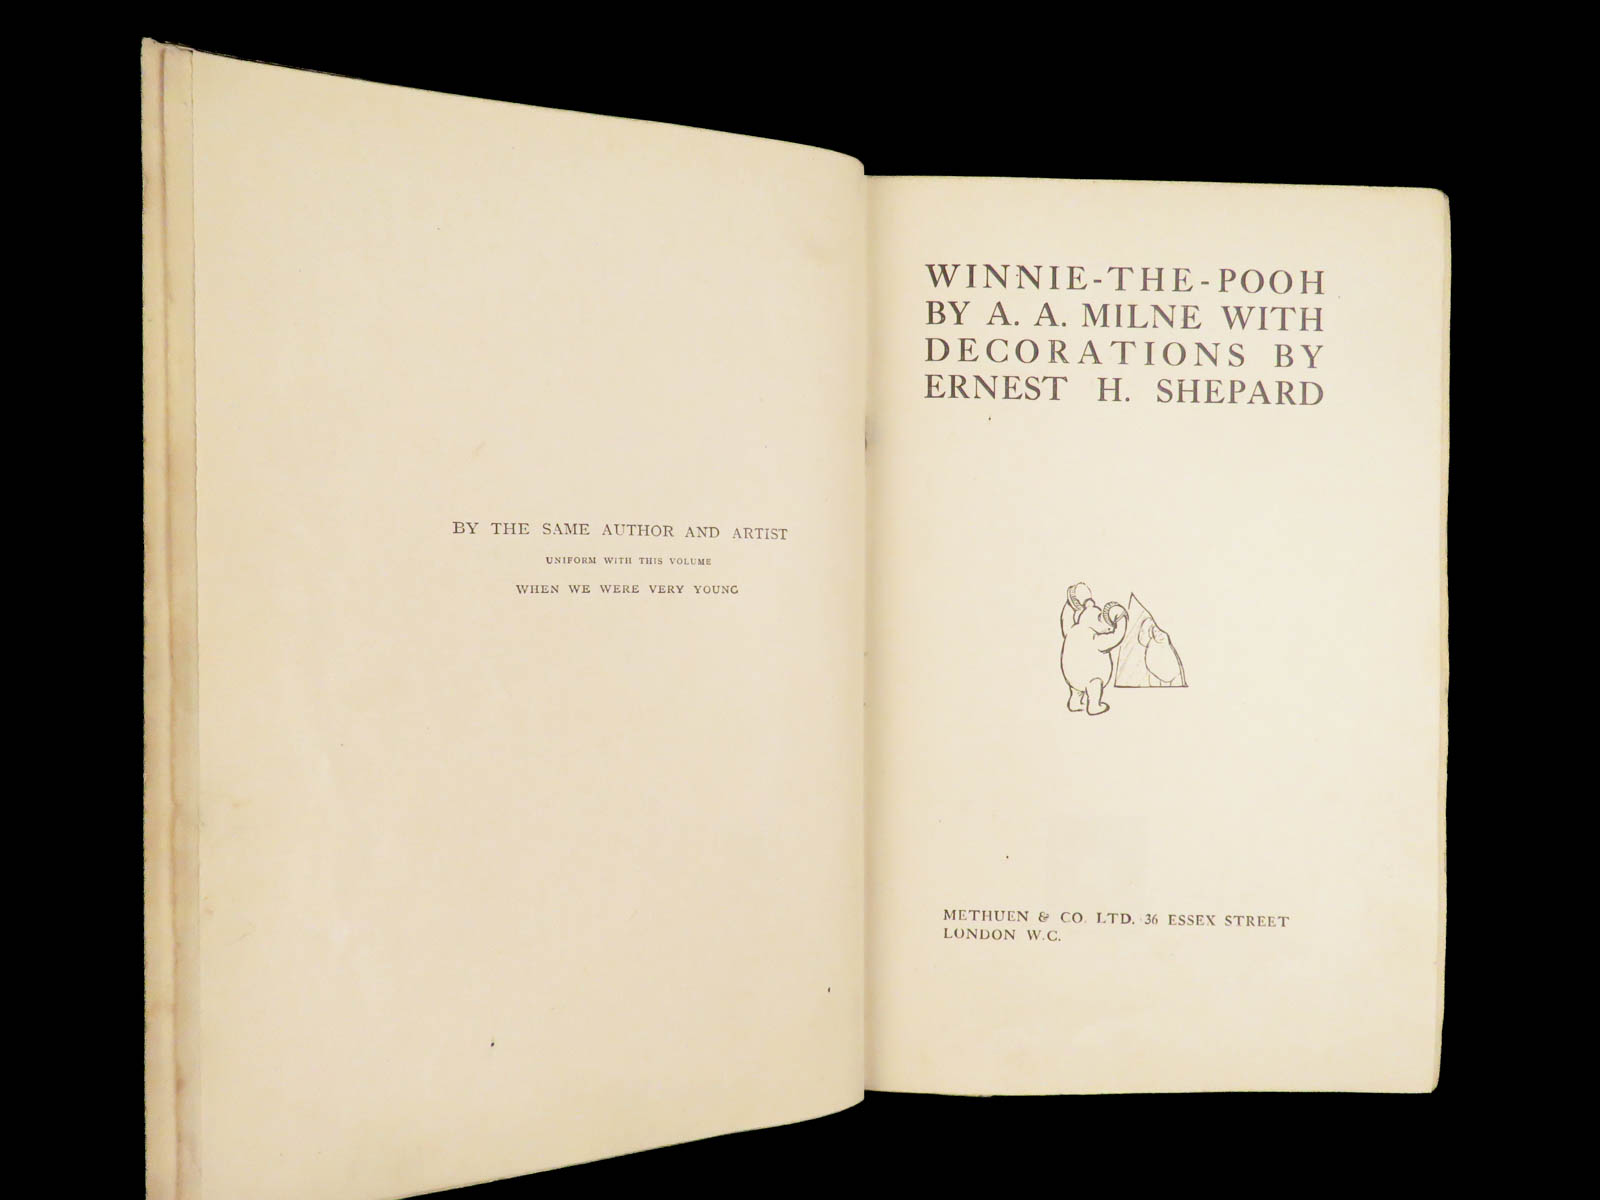 BY THE SAME AUTHOR AND ARTIST
UNIFORM WITH THIS VOLUME
WHEN WE WERE VERY YOUNG
WINNIE-THE-POOH
BY A. A. MILNE WITH
DECORATIONS BY
ERNEST H. SHEPARD
METHUEN & CO. LTD. 36 ESSEX STREET
LONDON W.C.